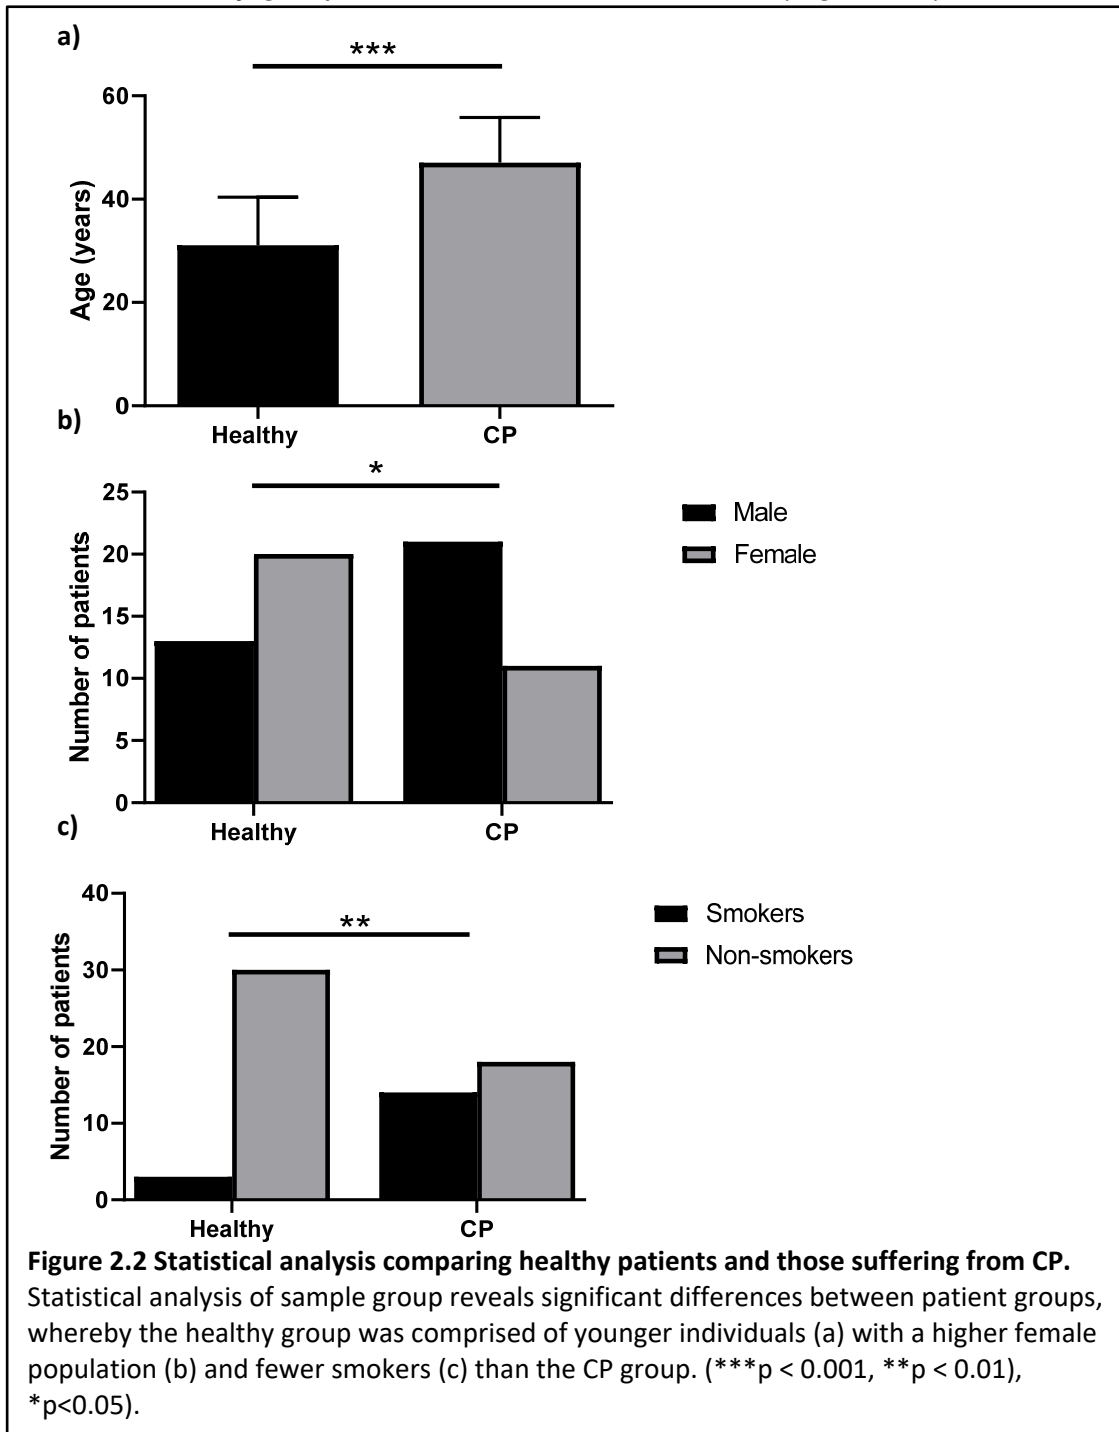 a)
***
60
40
20
0
Age (years)
Healthy CP
b)
*
25
20
15
10
5
0
Number of patients
Male
Female
Healthy CP
c)
**
40
30
20
10
0
Number of patients
Smokers
Non-smokers
Healthy CP
Figure 2.2 Statistical analysis comparing healthy patients and those suffering from CP.
Statistical analysis of sample group reveals significant differences between patient groups,
whereby the healthy group was comprised of younger individuals (a) with a higher female
population (b) and fewer smokers (c) than the CP group. (***p < 0.001, **p < 0.01),
*p<0.05).